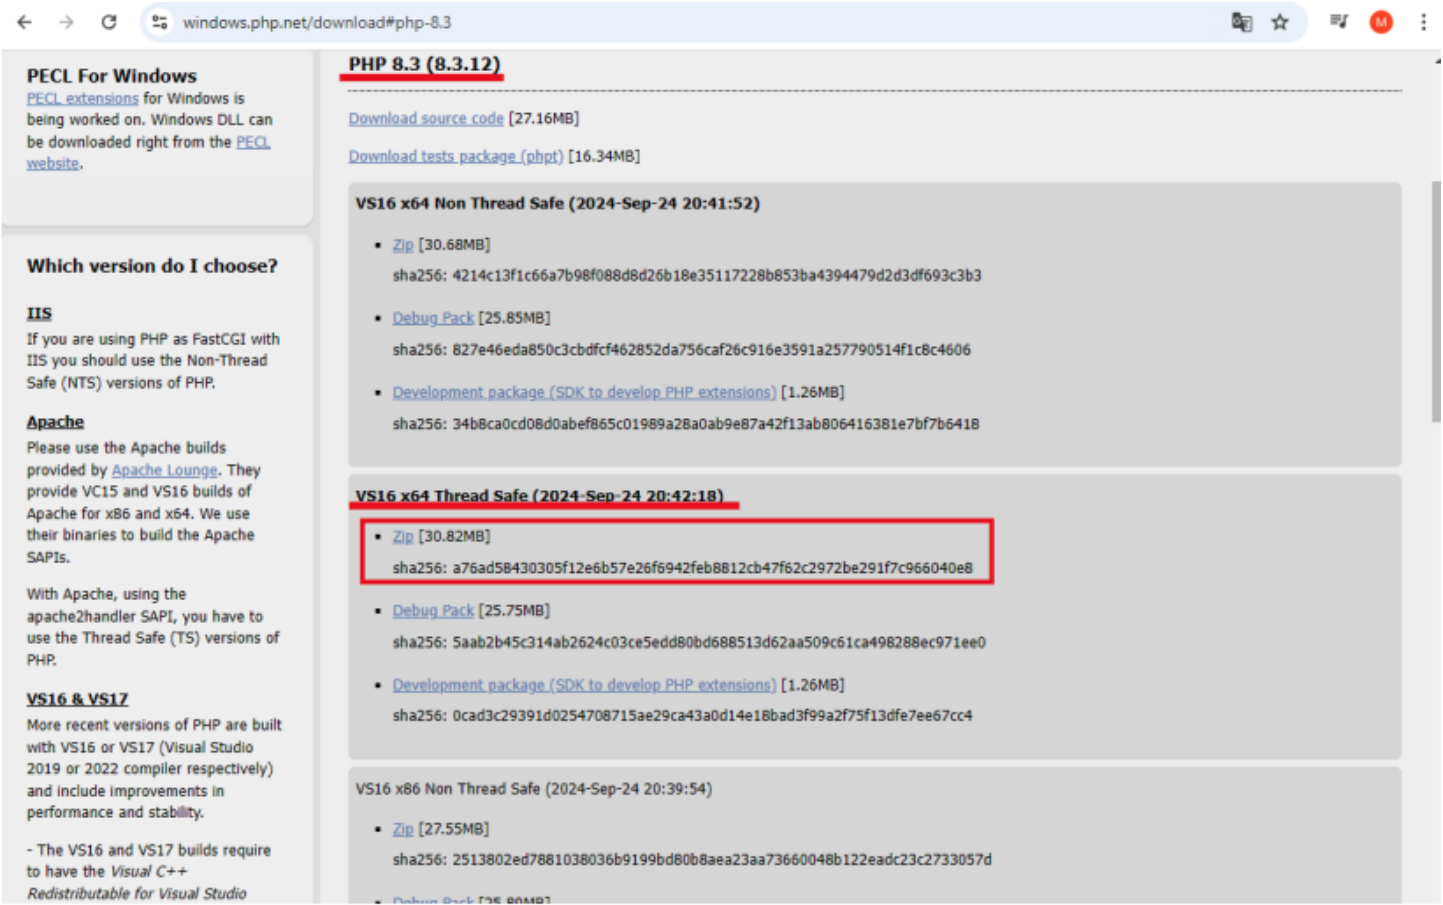 windows.php.net/download#php-8.3
M
PECL For Windows
PECL extensions for Windows is
being worked on. Windows DLL can
be downloaded right from the PECL
website.
Which version do I choose?
IIS
If you are using PHP as FastCGI with
IIS you should use the Non-Thread
Safe (NTS) versions of PHP.
Apache
Please use the Apache builds
provided by Apache Lounge. They
provide VC15 and VS16 builds of
Apache for x86 and x64. We use
their binaries to build the Apache
SAPIs.
With Apache, using the
apache2handler SAPI, you have to
use the Thread Safe (TS) versions of
PHP.
VS16 & VS17
More recent versions of PHP are built
with VS16 or VS17 (Visual Studio
2019 or 2022 compiler respectively)
and include improvements in
performance and stability.
- The VS16 and VS17 builds require
to have the Visual C++
Redistributable for Visual Studio
PHP 8.3 (8.3.12)
Download source code [27.16MB]
Download tests package (phpt) [16.34MB]
VS16 x64 Non Thread Safe (2024-Sep-24 20:41:52)
Zip [30.68MB]
sha256: 4214c13f1c66a7b98f088d8d26b18e35117228b853ba4394479d2d3df693c3b3
Debug Pack [25.85MB]
sha256: 827e46eda850c3cbdfcf462852da756caf26c916e3591a257790514f1c8c4606
Development package (SDK to develop PHP extensions) [1.26MB]
sha256: 34b8ca0cd08d0abef865c01989a28a0ab9e87a42f13ab806416381e7bf7b6418
VS16 x64 Thread Safe (2024-Sep-24 20:42:18)
Zip [30.82MB]
sha256: a76ad58430305f12e6b57e26f6942feb8812cb47f62c2972be291f7c966040e8
Debug Pack [25.75MB]
sha256: 5aab2b45c314ab2624c03ce5edd80bd688513d62aa509c61ca498288ec971ee0
Development package (SDK to develop PHP extensions) [1.26MB]
sha256: 0cad3c29391d0254708715ae29ca43a0d14e18bad3f99a2f75f13dfe7ee67cc4
VS16 x86 Non Thread Safe (2024-Sep-24 20:39:54)
Zip [27.55MB]
sha256: 2513802ed7881038036b9199bd80b8aea23aa73660048b122eadc23c2733057d
Debug Pack [25.80MB]